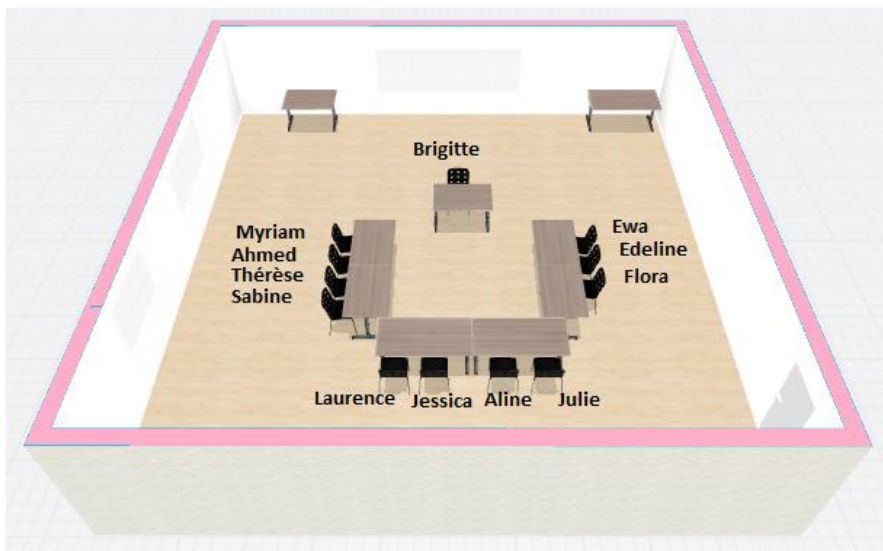 Brigitte
Myriam
Ahmed
Thérèse
Sabine
Ewa
Edeline
Flora
Laurence Jessica Aline Julie